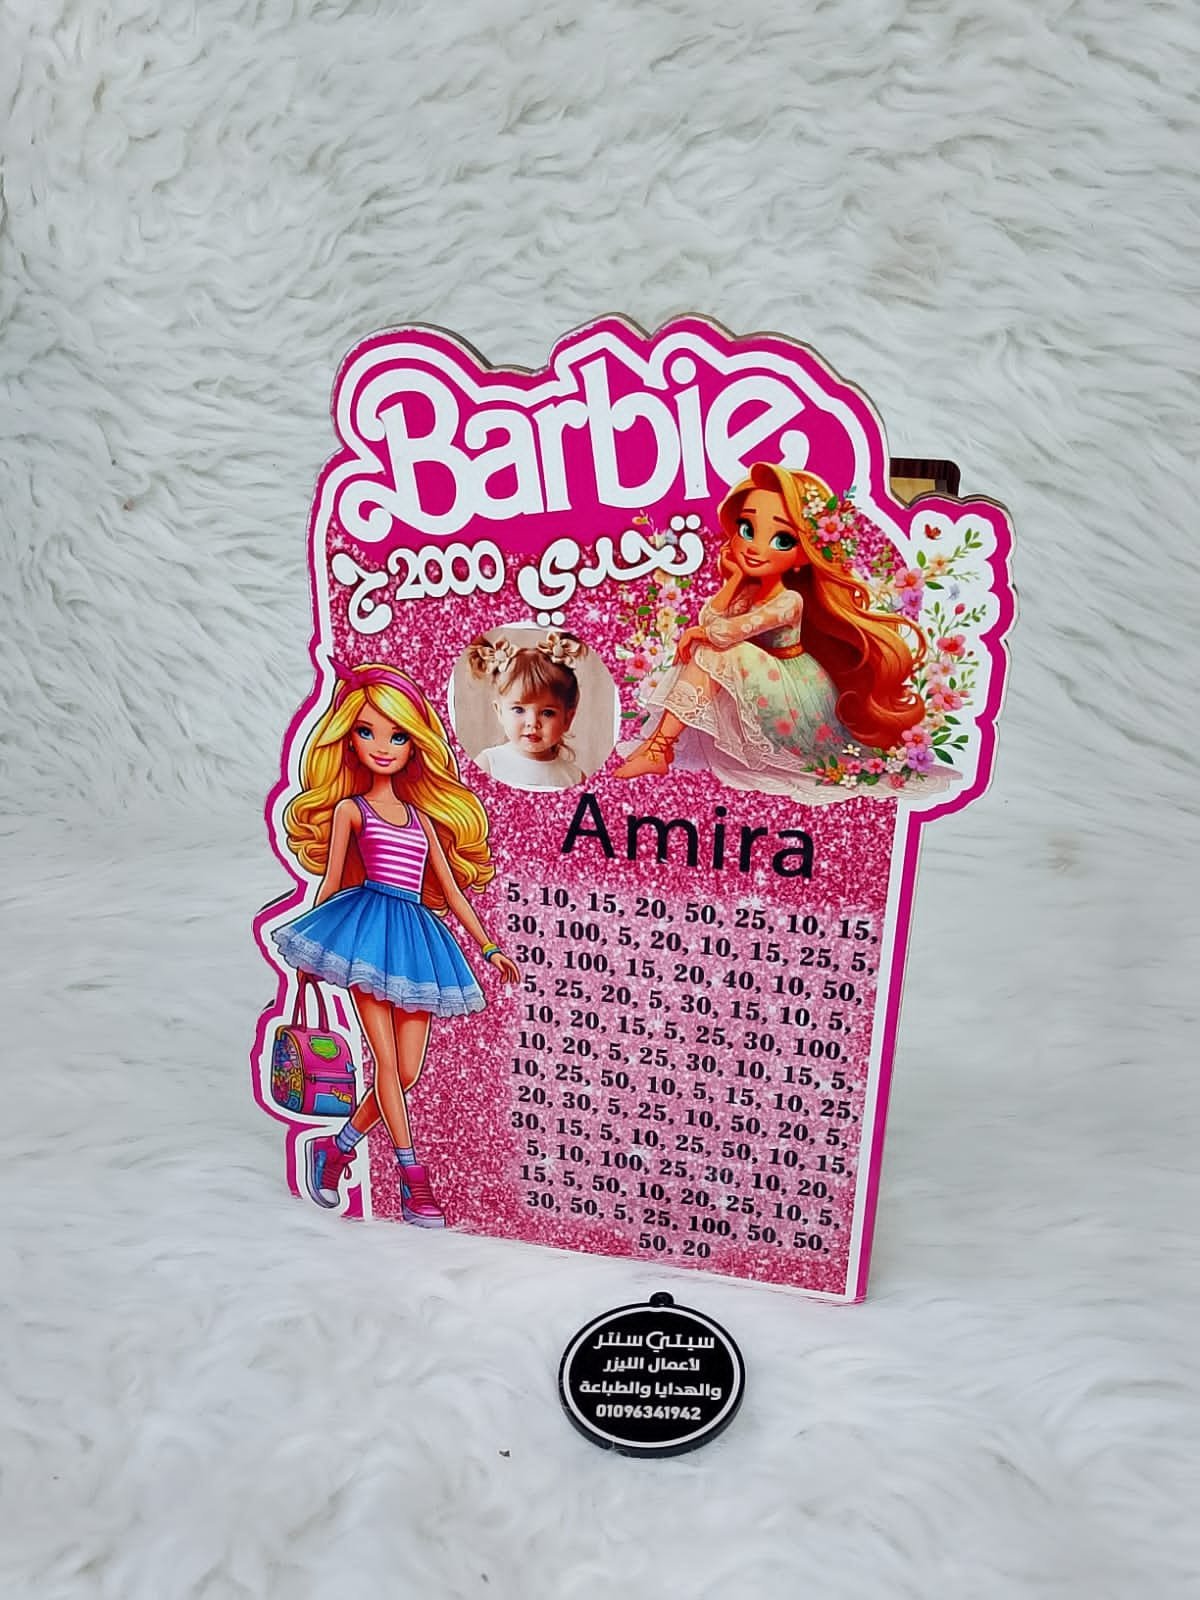 Barbie
تحدي 2000 ج
Amira
5, 10, 15, 20, 50, 25, 10, 15,
30, 100, 5, 20, 10, 15, 25, 5,
30, 100, 15, 20, 40, 10, 50,
5, 25, 20, 5, 30, 15, 10, 5,
10, 20, 15, 5, 25, 30, 100,
10, 20, 5, 25, 30, 10, 15, 5,
10, 25, 50, 10, 5, 15, 10, 25,
20, 30, 5, 25, 10, 50, 20, 5,
30, 15, 5, 10, 25, 50, 10, 15,
5, 10, 100, 25, 30, 10, 20,
15, 5, 50, 10, 20, 25, 10, 5,
30, 50, 5, 25, 100, 50, 50,
50, 20
سيتي سنتر
لأعمال الليزر
والهدايا والطباعة
01096341942